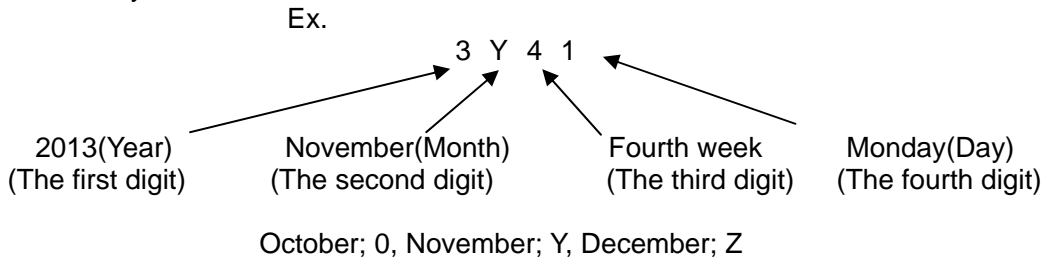 Ex.
3 Y 4 1
2013(Year) November(Month) Fourth week Monday(Day)
(The first digit) (The second digit) (The third digit) (The fourth digit)
October; 0, November; Y, December; Z